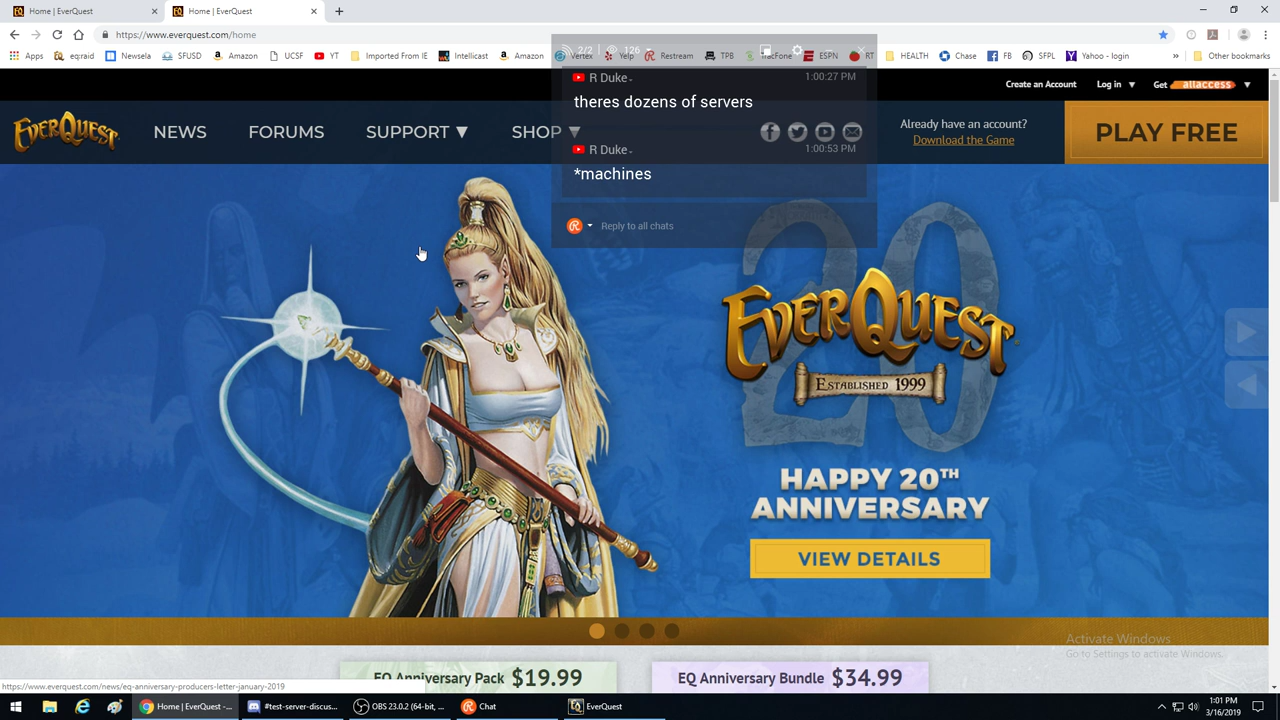 Home | EverQuest
Home | EverQuest
https://www.everquest.com/home
Apps
eq:raid
Newsela
SFUSD
Amazon
UCSF
YT
Imported From IE
Intellicast
Amazon
Vertex
Yelp
Restream
TPB
TracFone
ESPN
RT
HEALTH
Chase
FB
SFPL
Yahoo - login
»
Other bookmarks
2/2 126
R Duke
1:00:27 PM
theres dozens of servers
R Duke
1:00:53 PM
*machines
Reply to all chats
Create an Account
Log in ▼
Get allaccess ▼
EVERQUEST
NEWS
FORUMS
SUPPORT ▼
SHOP ▼
Already have an account?
Download the Game
PLAY FREE
20
EVERQUEST
ESTABLISHED 1999
HAPPY 20TH
ANNIVERSARY
VIEW DETAILS
Activate Windows
Go to Settings to activate Windows.
EQ Anniversary Pack $19.99
EQ Anniversary Bundle $34.99
https://www.everquest.com/news/eq-anniversary-producers-letter-january-2019
Home | EverQuest -...
#test-server-discus...
OBS 23.0.2 (64-bit, ...
Chat
EverQuest
1:01 PM
3/16/2019